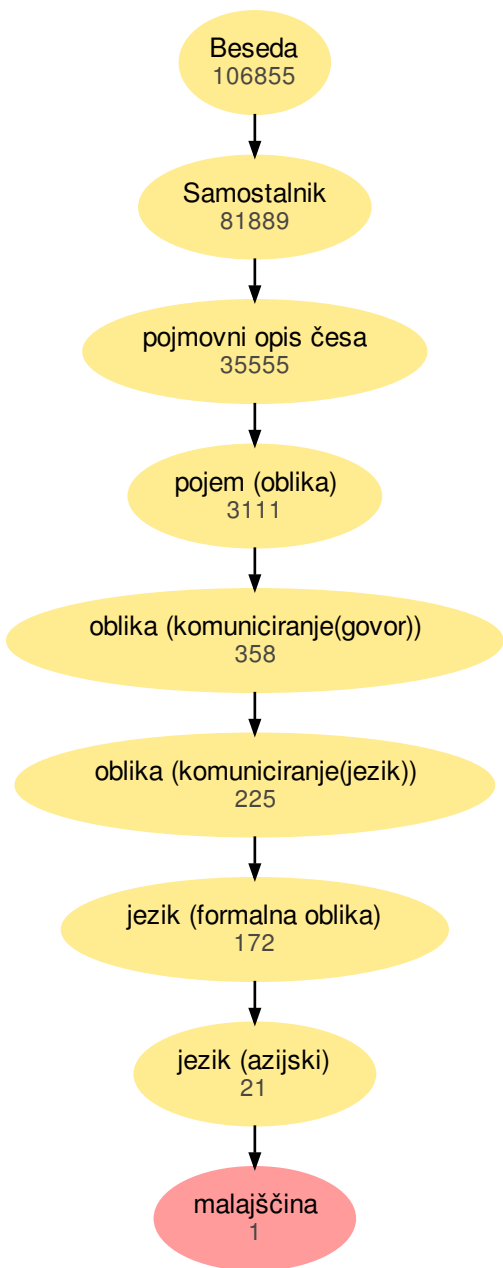 Beseda
106855
Samostalnik
81889
pojmovni opis česa
35555
pojem (oblika)
3111
oblika (komuniciranje(govor))
358
oblika (komuniciranje(jezik))
225
jezik (formalna oblika)
172
jezik (azijski)
21
malajščina
1